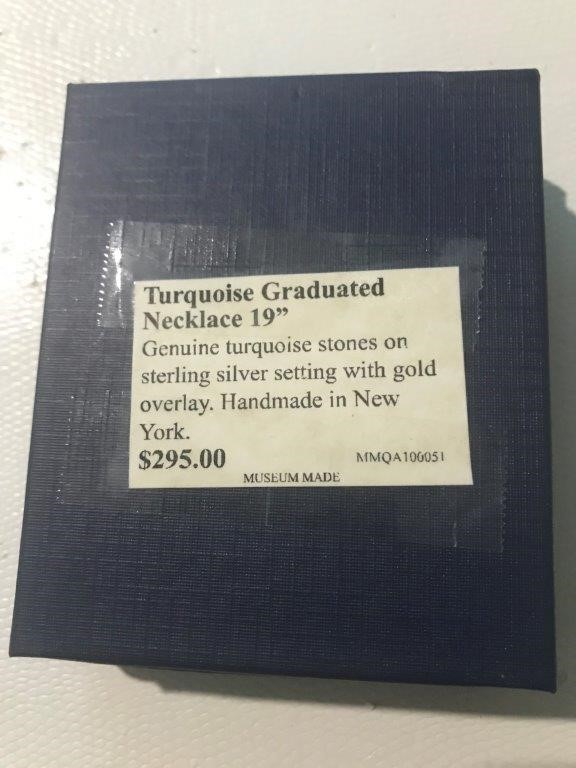 Turquoise Graduated
Necklace 19”
Genuine turquoise stones on
sterling silver setting with gold
overlay. Handmade in New
York.
$295.00 MMQA106051
MUSEUM MADE